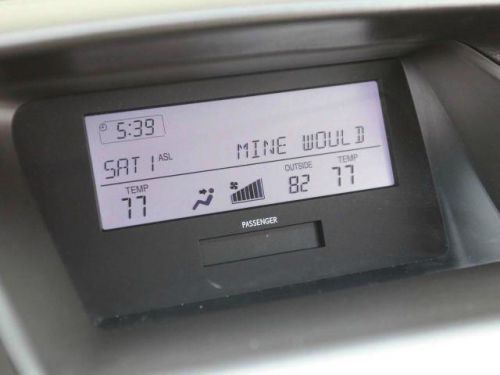 5:39
MINE WOULD
SAT 1 ASL
TEMP OUTSIDE TEMP
77 82 77
PASSENGER